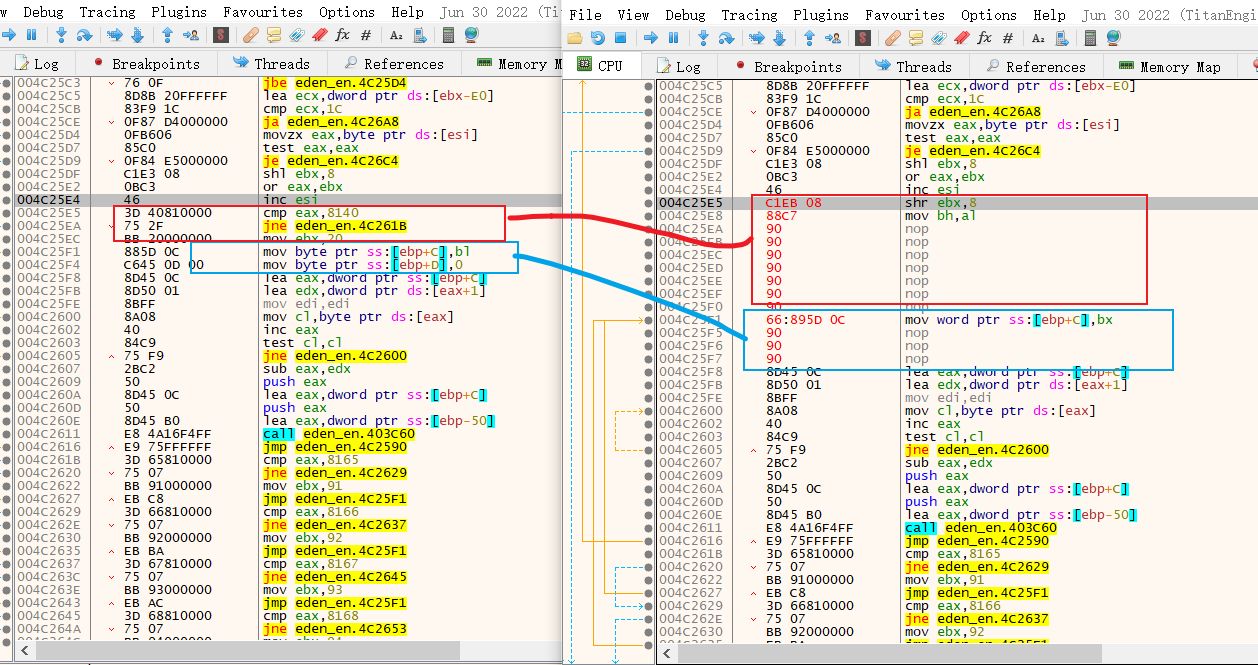 w Debug Tracing Plugins Favourites Options Help Jun 30 2022 (Ti
Log Breakpoints Threads References Memory M
004C25C3 76 0F jbe eden_en.4C25D4
004C25C5 8D8B 20FFFFFF lea ecx,dword ptr ds:[ebx-E0]
004C25CB 83F9 1C cmp ecx,1C
004C25CE 0F87 D4000000 ja eden_en.4C26A8
004C25D4 0FB606 movzx eax,byte ptr ds:[esi]
004C25D7 85C0 test eax,eax
004C25D9 0F84 E5000000 je eden_en.4C26C4
004C25DF C1E3 08 shl ebx,8
004C25E2 0BC3 or eax,ebx
004C25E4 46 inc esi
004C25E5 3D 40810000 cmp eax,8140
004C25EA 75 2F jne eden_en.4C261B
004C25EC BB 20000000 mov ebx,20
004C25F1 885D 0C mov byte ptr ss:[ebp+C],bl
004C25F4 C645 0D 00 mov byte ptr ss:[ebp+D],0
004C25F8 8D45 0C lea eax,dword ptr ss:[ebp+C]
004C25FB 8D50 01 lea edx,dword ptr ds:[eax+1]
004C25FE 8BFF mov edi,edi
004C2600 8A08 mov cl,byte ptr ds:[eax]
004C2602 40 inc eax
004C2603 84C9 test cl,cl
004C2605 75 F9 jne eden_en.4C2600
004C2607 2BC2 sub eax,edx
004C2609 50 push eax
004C260A 8D45 0C lea eax,dword ptr ss:[ebp+C]
004C260D 50 push eax
004C260E 8D45 B0 lea eax,dword ptr ss:[ebp-50]
004C2611 E8 4A16F4FF call eden_en.403C60
004C2616 E9 75FFFFFF jmp eden_en.4C2590
004C261B 3D 65810000 cmp eax,8165
004C2620 75 07 jne eden_en.4C2629
004C2622 BB 91000000 mov ebx,91
004C2627 EB C8 jmp eden_en.4C25F1
004C2629 3D 66810000 cmp eax,8166
004C262E 75 07 jne eden_en.4C2637
004C2630 BB 92000000 mov ebx,92
004C2635 EB BA jmp eden_en.4C25F1
004C2637 3D 67810000 cmp eax,8167
004C263C 75 07 jne eden_en.4C2645
004C263E BB 93000000 mov ebx,93
004C2643 EB AC jmp eden_en.4C25F1
004C2645 3D 68810000 cmp eax,8168
004C264A 75 07 jne eden_en.4C2653
File View Debug Tracing Plugins Favourites Options Help Jun 30 2022 (TitanEngi
CPU Log Breakpoints Threads References Memory Map
004C25C5 8D8B 20FFFFFF lea ecx,dword ptr ds:[ebx-E0]
004C25CB 83F9 1C cmp ecx,1C
004C25CE 0F87 D4000000 ja eden_en.4C26A8
004C25D4 0FB606 movzx eax,byte ptr ds:[esi]
004C25D7 85C0 test eax,eax
004C25D9 0F84 E5000000 je eden_en.4C26C4
004C25DF C1E3 08 shl ebx,8
004C25E2 0BC3 or eax,ebx
004C25E4 46 inc esi
004C25E5 C1EB 08 shr ebx,8
004C25E8 88C7 mov bh,al
004C25EA 90 nop
004C25EB 90 nop
004C25EC 90 nop
004C25ED 90 nop
004C25EE 90 nop
004C25EF 90 nop
004C25F0 90 nop
004C25F1 66:895D 0C mov word ptr ss:[ebp+C],bx
004C25F5 90 nop
004C25F6 90 nop
004C25F7 90 nop
004C25F8 8D45 0C lea eax,dword ptr ss:[ebp+C]
004C25FB 8D50 01 lea edx,dword ptr ds:[eax+1]
004C25FE 8BFF mov edi,edi
004C2600 8A08 mov cl,byte ptr ds:[eax]
004C2602 40 inc eax
004C2603 84C9 test cl,cl
004C2605 75 F9 jne eden_en.4C2600
004C2607 2BC2 sub eax,edx
004C2609 50 push eax
004C260A 8D45 0C lea eax,dword ptr ss:[ebp+C]
004C260D 50 push eax
004C260E 8D45 B0 lea eax,dword ptr ss:[ebp-50]
004C2611 E8 4A16F4FF call eden_en.403C60
004C2616 E9 75FFFFFF jmp eden_en.4C2590
004C261B 3D 65810000 cmp eax,8165
004C2620 75 07 jne eden_en.4C2629
004C2622 BB 91000000 mov ebx,91
004C2627 EB C8 jmp eden_en.4C25F1
004C2629 3D 66810000 cmp eax,8166
004C262E 75 07 jne eden_en.4C2637
004C2630 BB 92000000 mov ebx,92